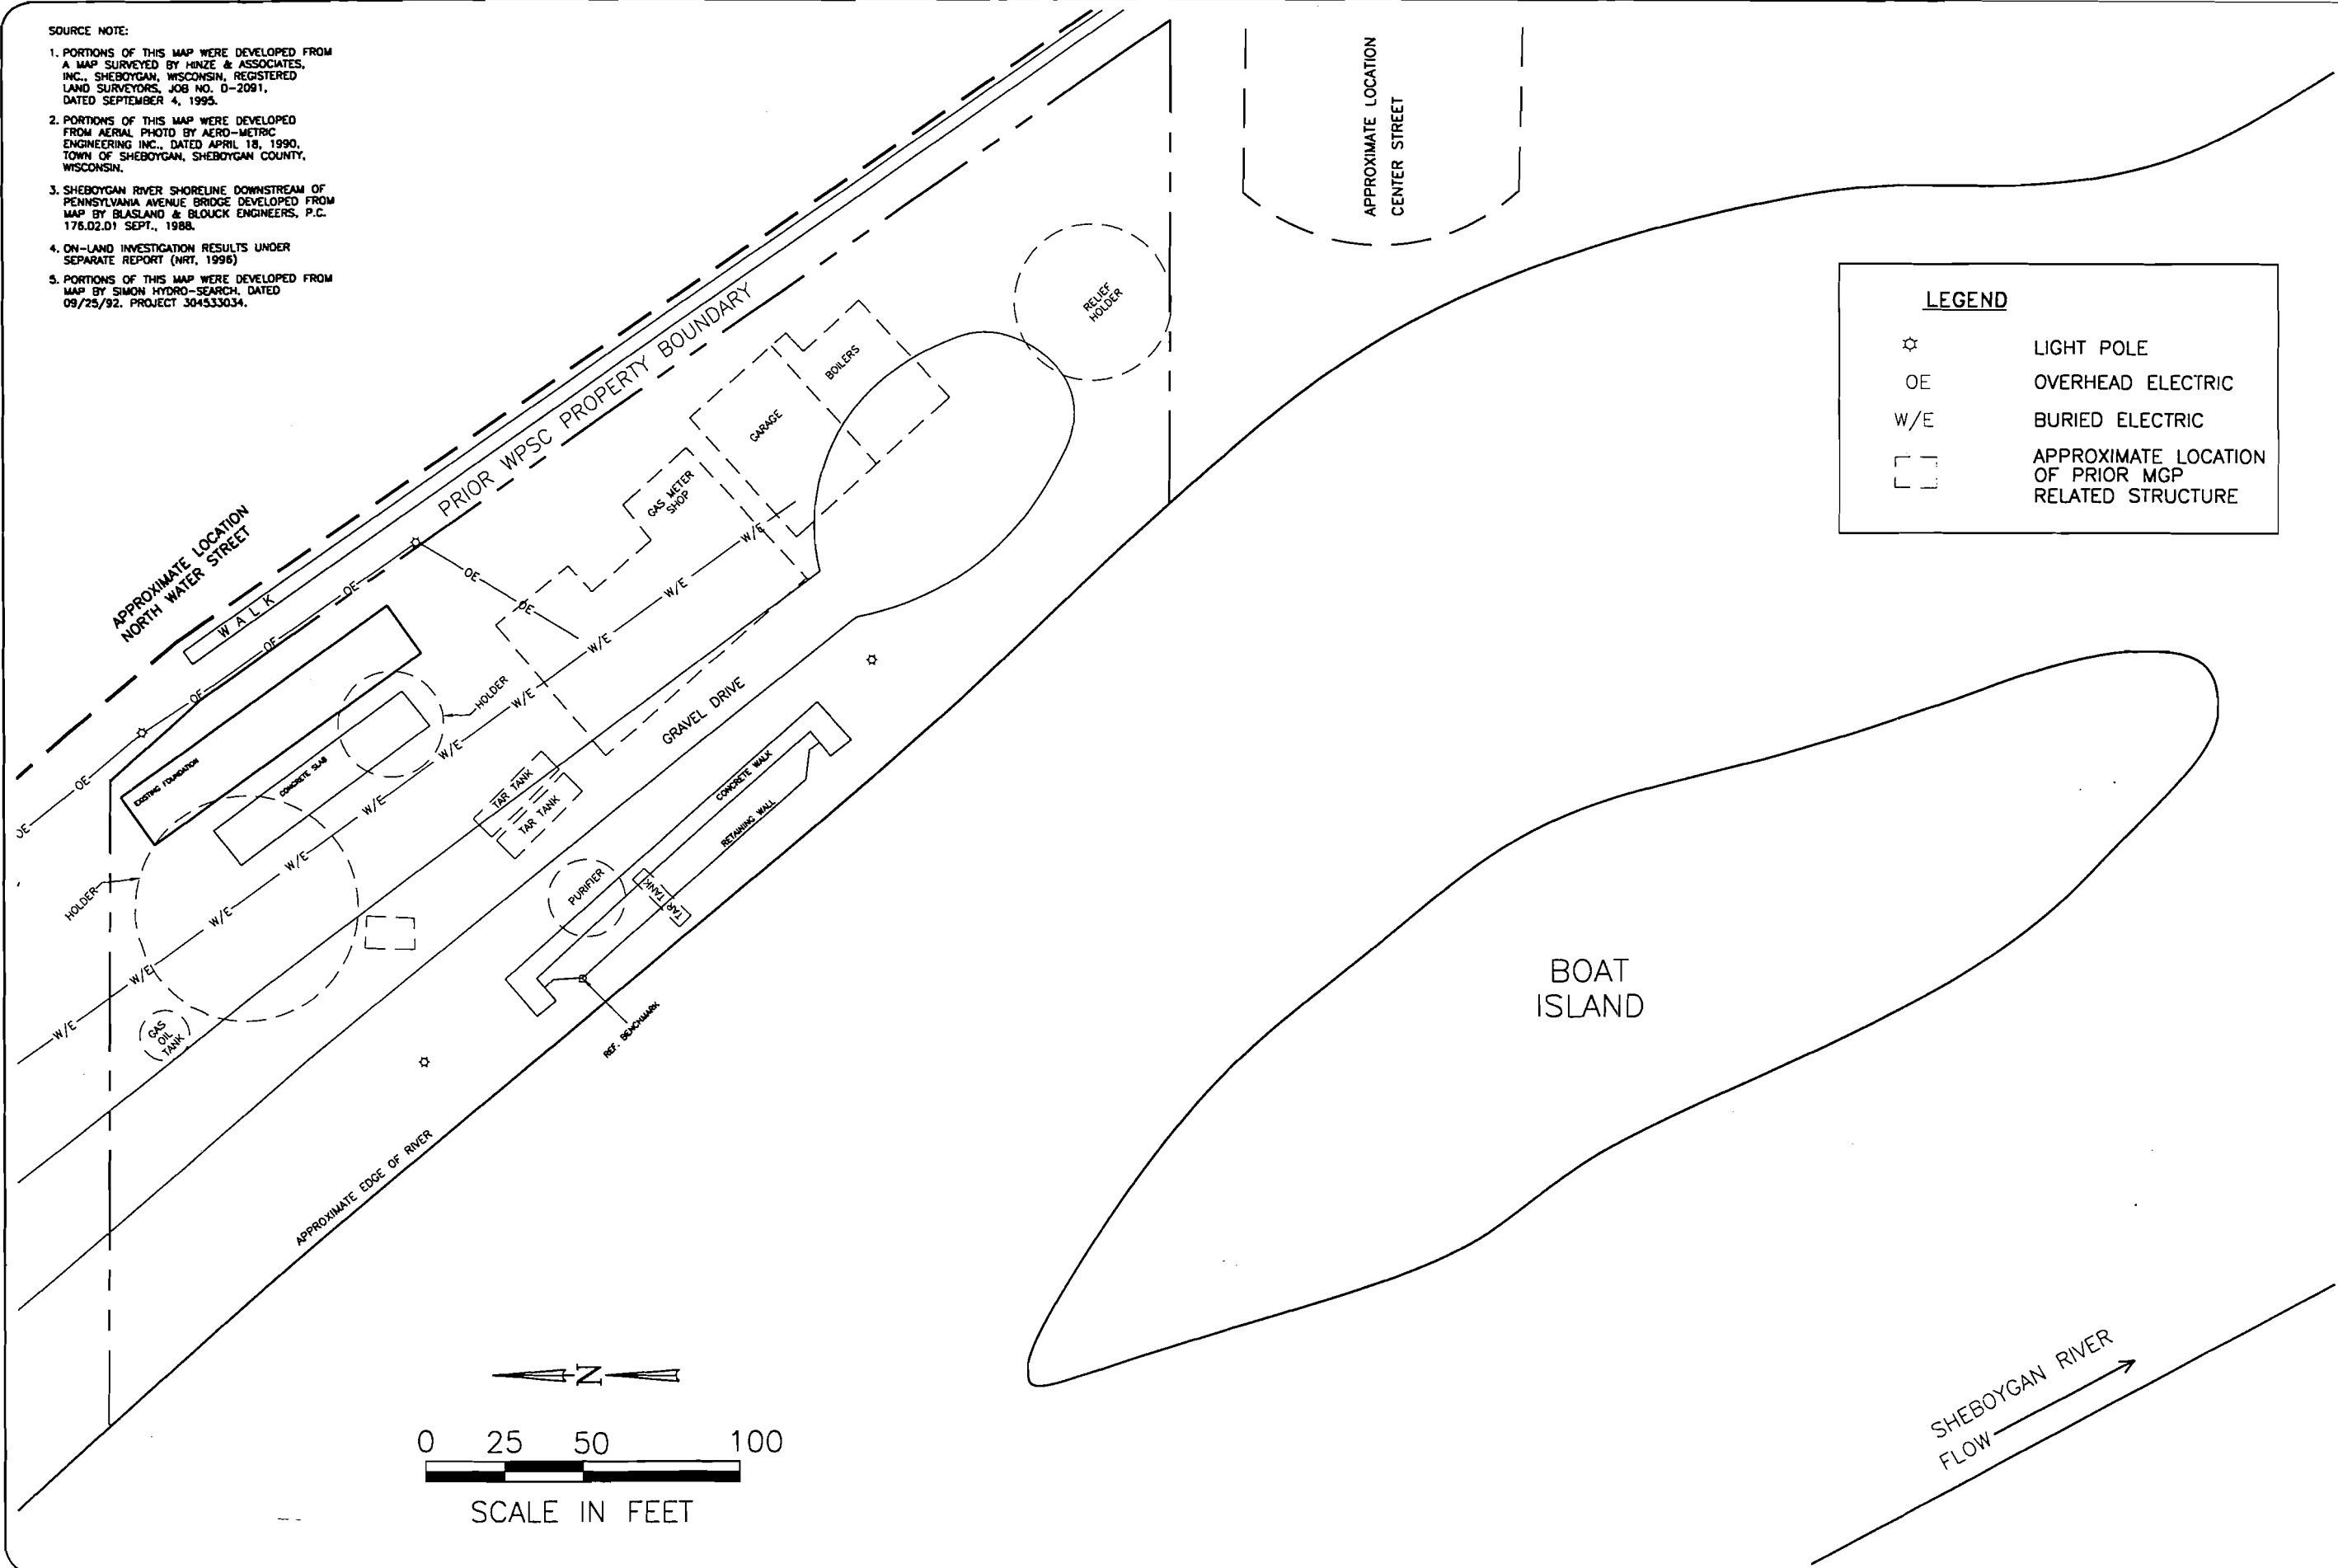 SOURCE NOTE:
1. PORTIONS OF THIS MAP WERE DEVELOPED FROM
A MAP SURVEYED BY HINZE & ASSOCIATES,
INC., SHEBOYGAN, WISCONSIN, REGISTERED
LAND SURVEYORS, JOB NO. D-2091,
DATED SEPTEMBER 4, 1995.
2. PORTIONS OF THIS MAP WERE DEVELOPED
FROM AERIAL PHOTO BY AERO-METRIC
ENGINEERING INC., DATED APRIL 18, 1990,
TOWN OF SHEBOYGAN, SHEBOYGAN COUNTY,
WISCONSIN.
3. SHEBOYGAN RIVER SHORELINE DOWNSTREAM OF
PENNSYLVANIA AVENUE BRIDGE DEVELOPED FROM
MAP BY BLASLAND & BLOUCK ENGINEERS, P.C.
176.02.01 SEPT., 1988.
4. ON-LAND INVESTIGATION RESULTS UNDER
SEPARATE REPORT (NRT, 1996)
5. PORTIONS OF THIS MAP WERE DEVELOPED FROM
MAP BY SIMON HYDRO-SEARCH, DATED
09/25/92. PROJECT 304533034.
APPROXIMATE LOCATION
CENTER STREET
LEGEND
LIGHT POLE
OE OVERHEAD ELECTRIC
W/E BURIED ELECTRIC
APPROXIMATE LOCATION
OF PRIOR MGP
RELATED STRUCTURE
RELIEF
HOLDER
PRIOR WPSC PROPERTY BOUNDARY
BOILERS
GARAGE
GAS METER
SHOP
APPROXIMATE LOCATION
NORTH WATER STREET
WALK
OE
OE
OE
OE
OE
OE
OE
W/E
W/E
W/E
W/E
W/E
W/E
W/E
W/E
W/E
W/E
HOLDER
GRAVEL DRIVE
EXISTING FOUNDATION
CONCRETE SLAB
TAR TANK
TAR TANK
CONCRETE WALK
RETAINING WALL
HOLDER
PURIFIER
TAR TANK
GAS
OIL
TANK
REF. BENCHMARK
APPROXIMATE EDGE OF RIVER
BOAT
ISLAND
N
0 25 50 100
SCALE IN FEET
SHEBOYGAN RIVER
FLOW